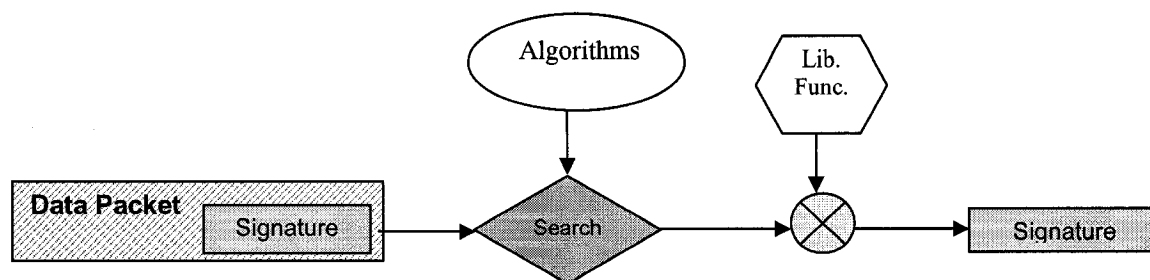 Algorithms
Lib.
Func.
Data Packet
Signature
Search
Signature